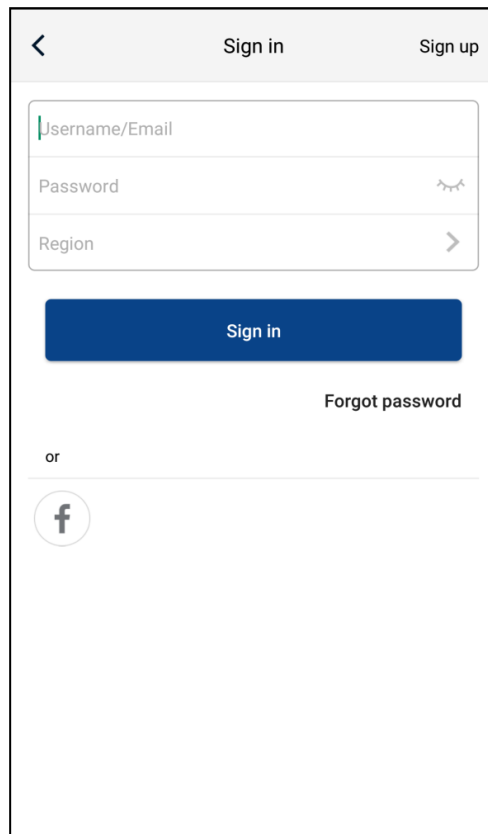 Sign in Sign up
Username/Email
Password
Region
Sign in
Forgot password
or
f